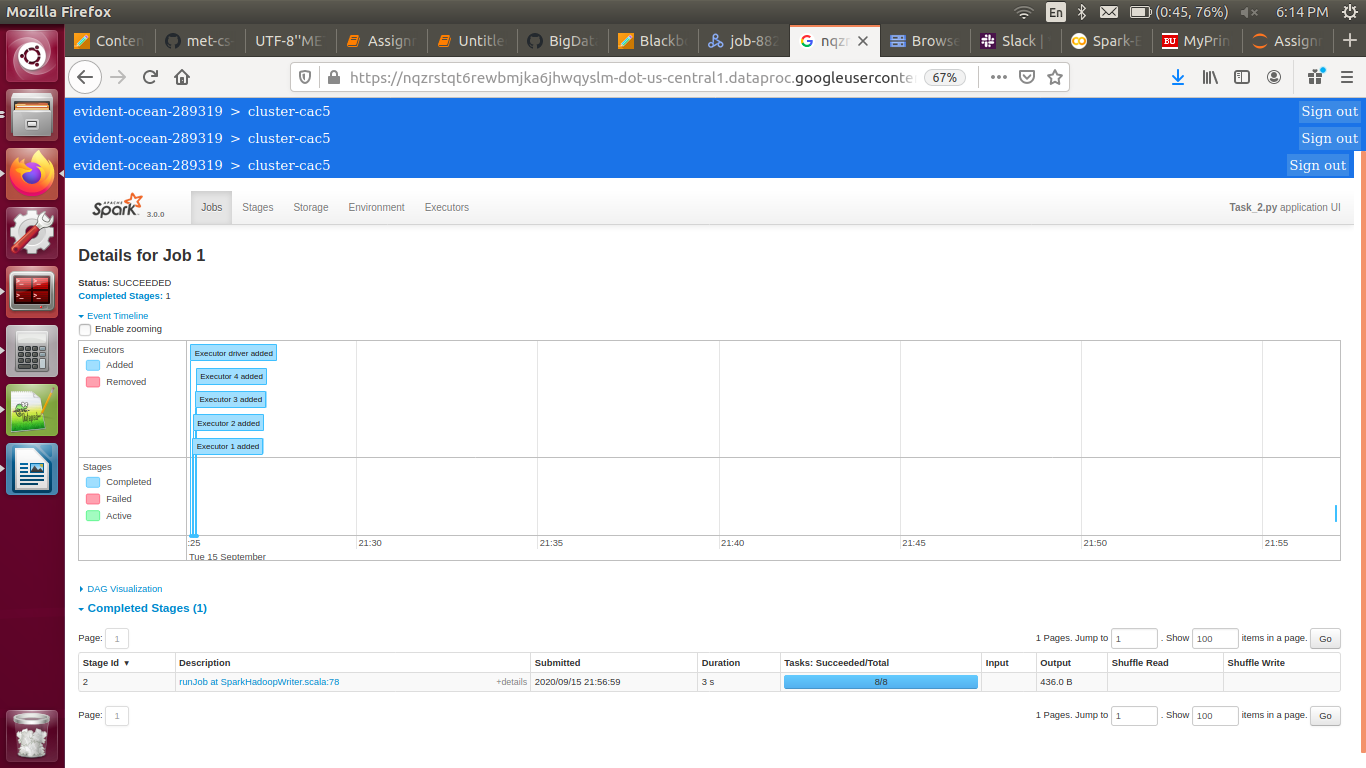 Mozilla Firefox
En
(0:45, 76%)
6:14 PM
Conten
met-cs-
UTF-8''ME
Assignr
Untitle
BigDat
Blackbo
job-882
nqzr
Browse
Slack |
Spark-E
MyPrin
Assignr
https://nqzrstqt6rewbmjka6jhwqyslm-dot-us-central1.dataproc.googleuserconte
67%
evident-ocean-289319 > cluster-cac5 Sign out
evident-ocean-289319 > cluster-cac5 Sign out
evident-ocean-289319 > cluster-cac5 Sign out
APACHE Spark 3.0.0
Jobs Stages Storage Environment Executors
Task_2.py application UI
Details for Job 1
Status: SUCCEEDED
Completed Stages: 1
Event Timeline
Enable zooming
Executors
Added
Removed
Executor driver added
Executor 4 added
Executor 3 added
Executor 2 added
Executor 1 added
Stages
Completed
Failed
Active
:25 21:30 21:35 21:40 21:45 21:50 21:55
Tue 15 September
DAG Visualization
Completed Stages (1)
Page: 1 1 Pages. Jump to 1 . Show 100 items in a page. Go
Stage Id ▼ Description Submitted Duration Tasks: Succeeded/Total Input Output Shuffle Read Shuffle Write
2 runJob at SparkHadoopWriter.scala:78 +details 2020/09/15 21:56:59 3 s 8/8 436.0 B
Page: 1 1 Pages. Jump to 1 . Show 100 items in a page. Go